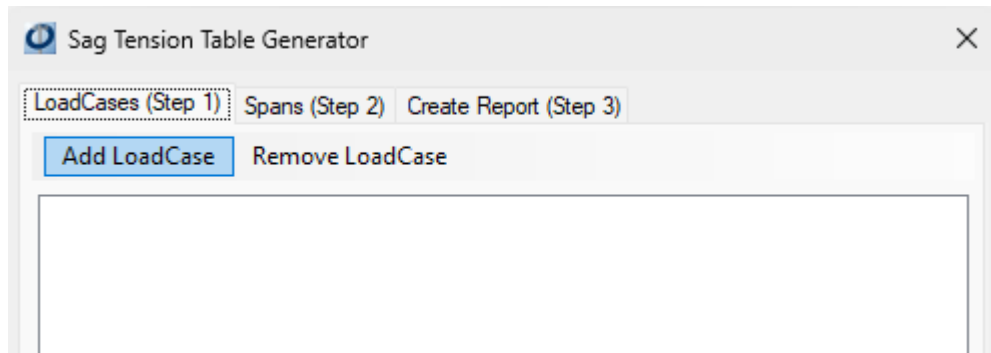 Sag Tension Table Generator
LoadCases (Step 1) Spans (Step 2) Create Report (Step 3)
Add LoadCase Remove LoadCase